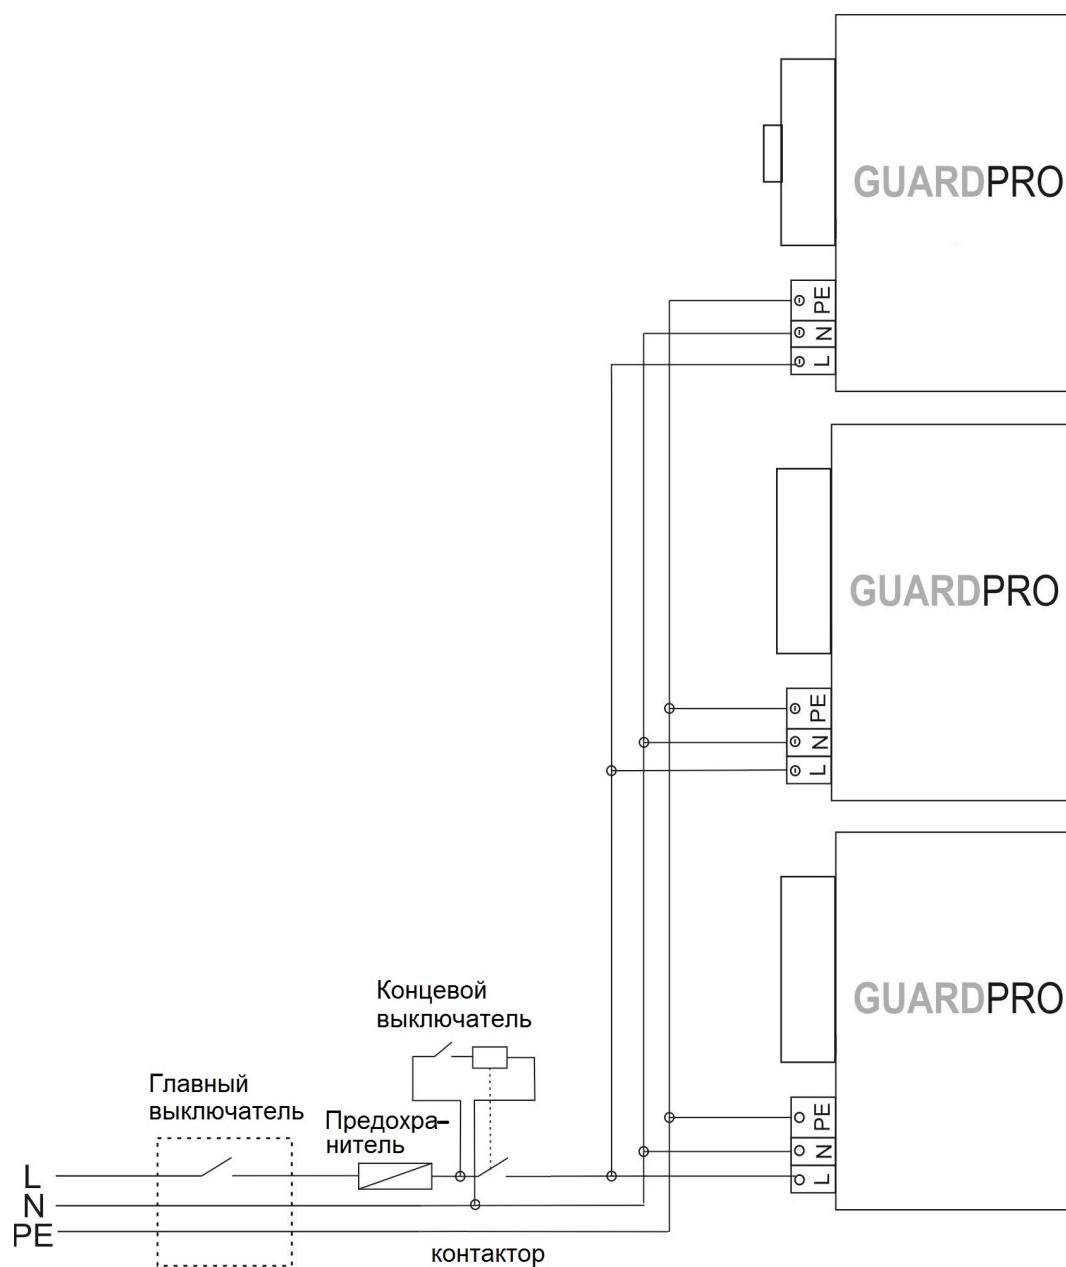 GUARDPRO
PE
N
L
GUARDPRO
PE
N
L
GUARDPRO
PE
N
L
Концевой
выключатель
Главный
выключатель
Предохра-
нитель
L
N
PE
контактор